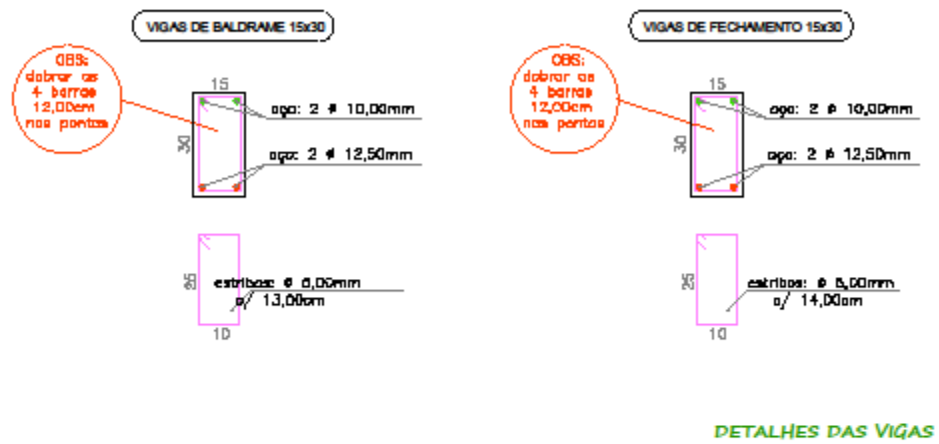 VIGAS DE BALDRAME 15x30
OBS:
dobrar as
4 barras
12,00cm
nas pontas
15
30
aço: 2 ø 10,00mm
aço: 2 ø 12,50mm
25
estribos: ø 5,00mm
c/ 13,00cm
10
VIGAS DE FECHAMENTO 15x30
OBS:
dobrar as
4 barras
12,00cm
nas pontas
15
30
aço: 2 ø 10,00mm
aço: 2 ø 12,50mm
25
estribos: ø 5,00mm
c/ 14,00cm
10
DETALHES DAS VIGAS